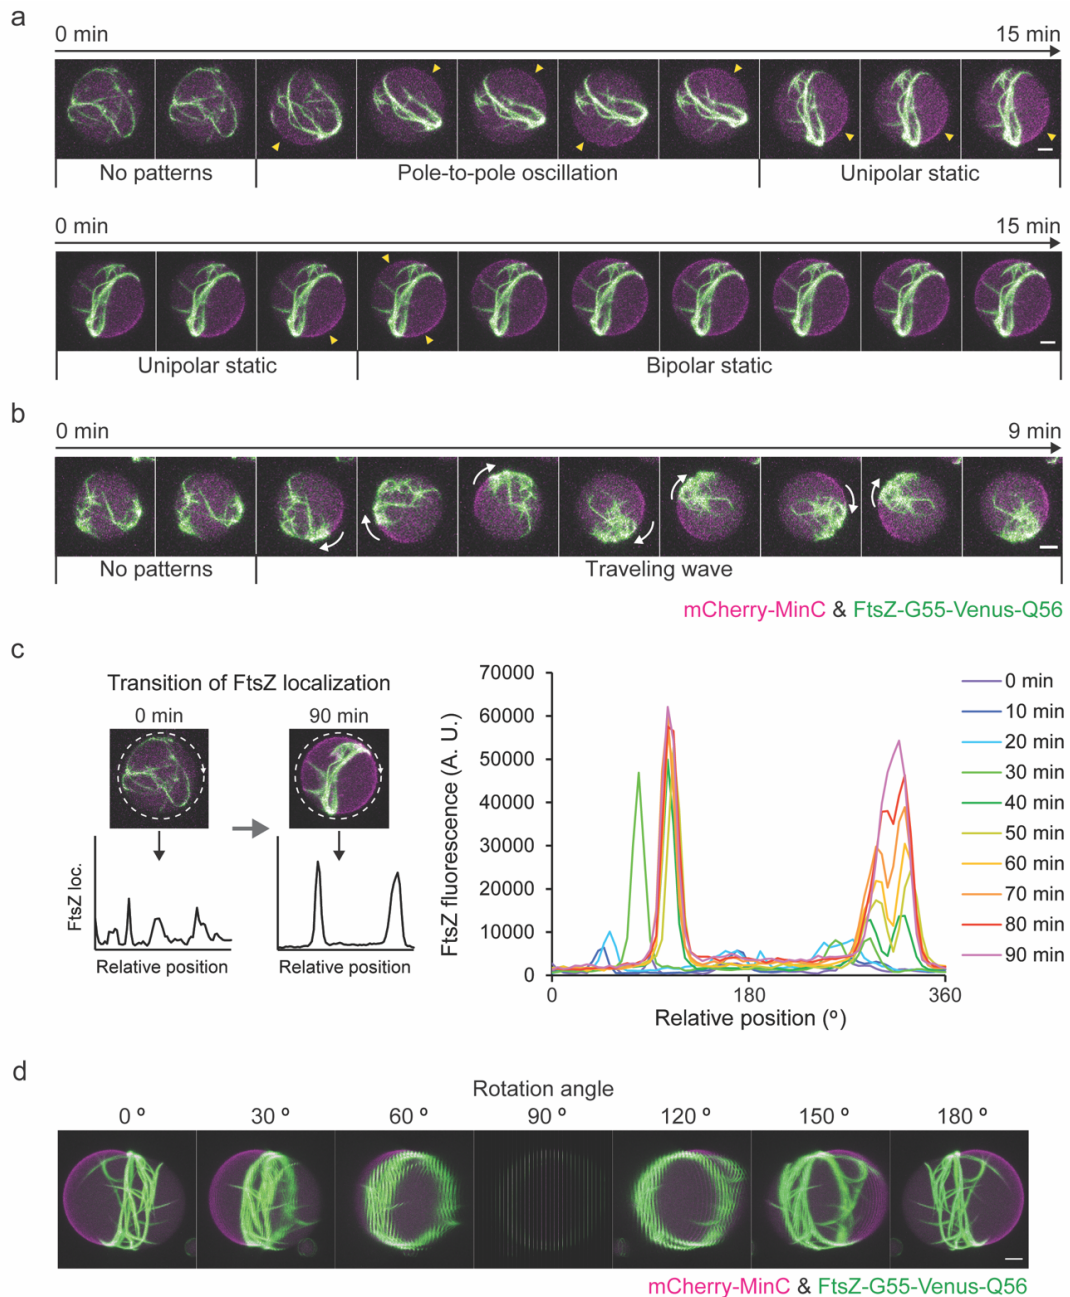 a
0 min 15 min
No patterns Pole-to-pole oscillation Unipolar static
0 min 15 min
Unipolar static Bipolar static
b
0 min 9 min
No patterns Traveling wave
mCherry-MinC & FtsZ-G55-Venus-Q56
c
Transition of FtsZ localization
0 min 90 min
FtsZ loc.
Relative position Relative position
FtsZ fluorescence (A. U.)
70000
60000
50000
40000
30000
20000
10000
0
0 180 360
Relative position (º)
0 min
10 min
20 min
30 min
40 min
50 min
60 min
70 min
80 min
90 min
d
Rotation angle
0 º 30 º 60 º 90 º 120 º 150 º 180 º
mCherry-MinC & FtsZ-G55-Venus-Q56